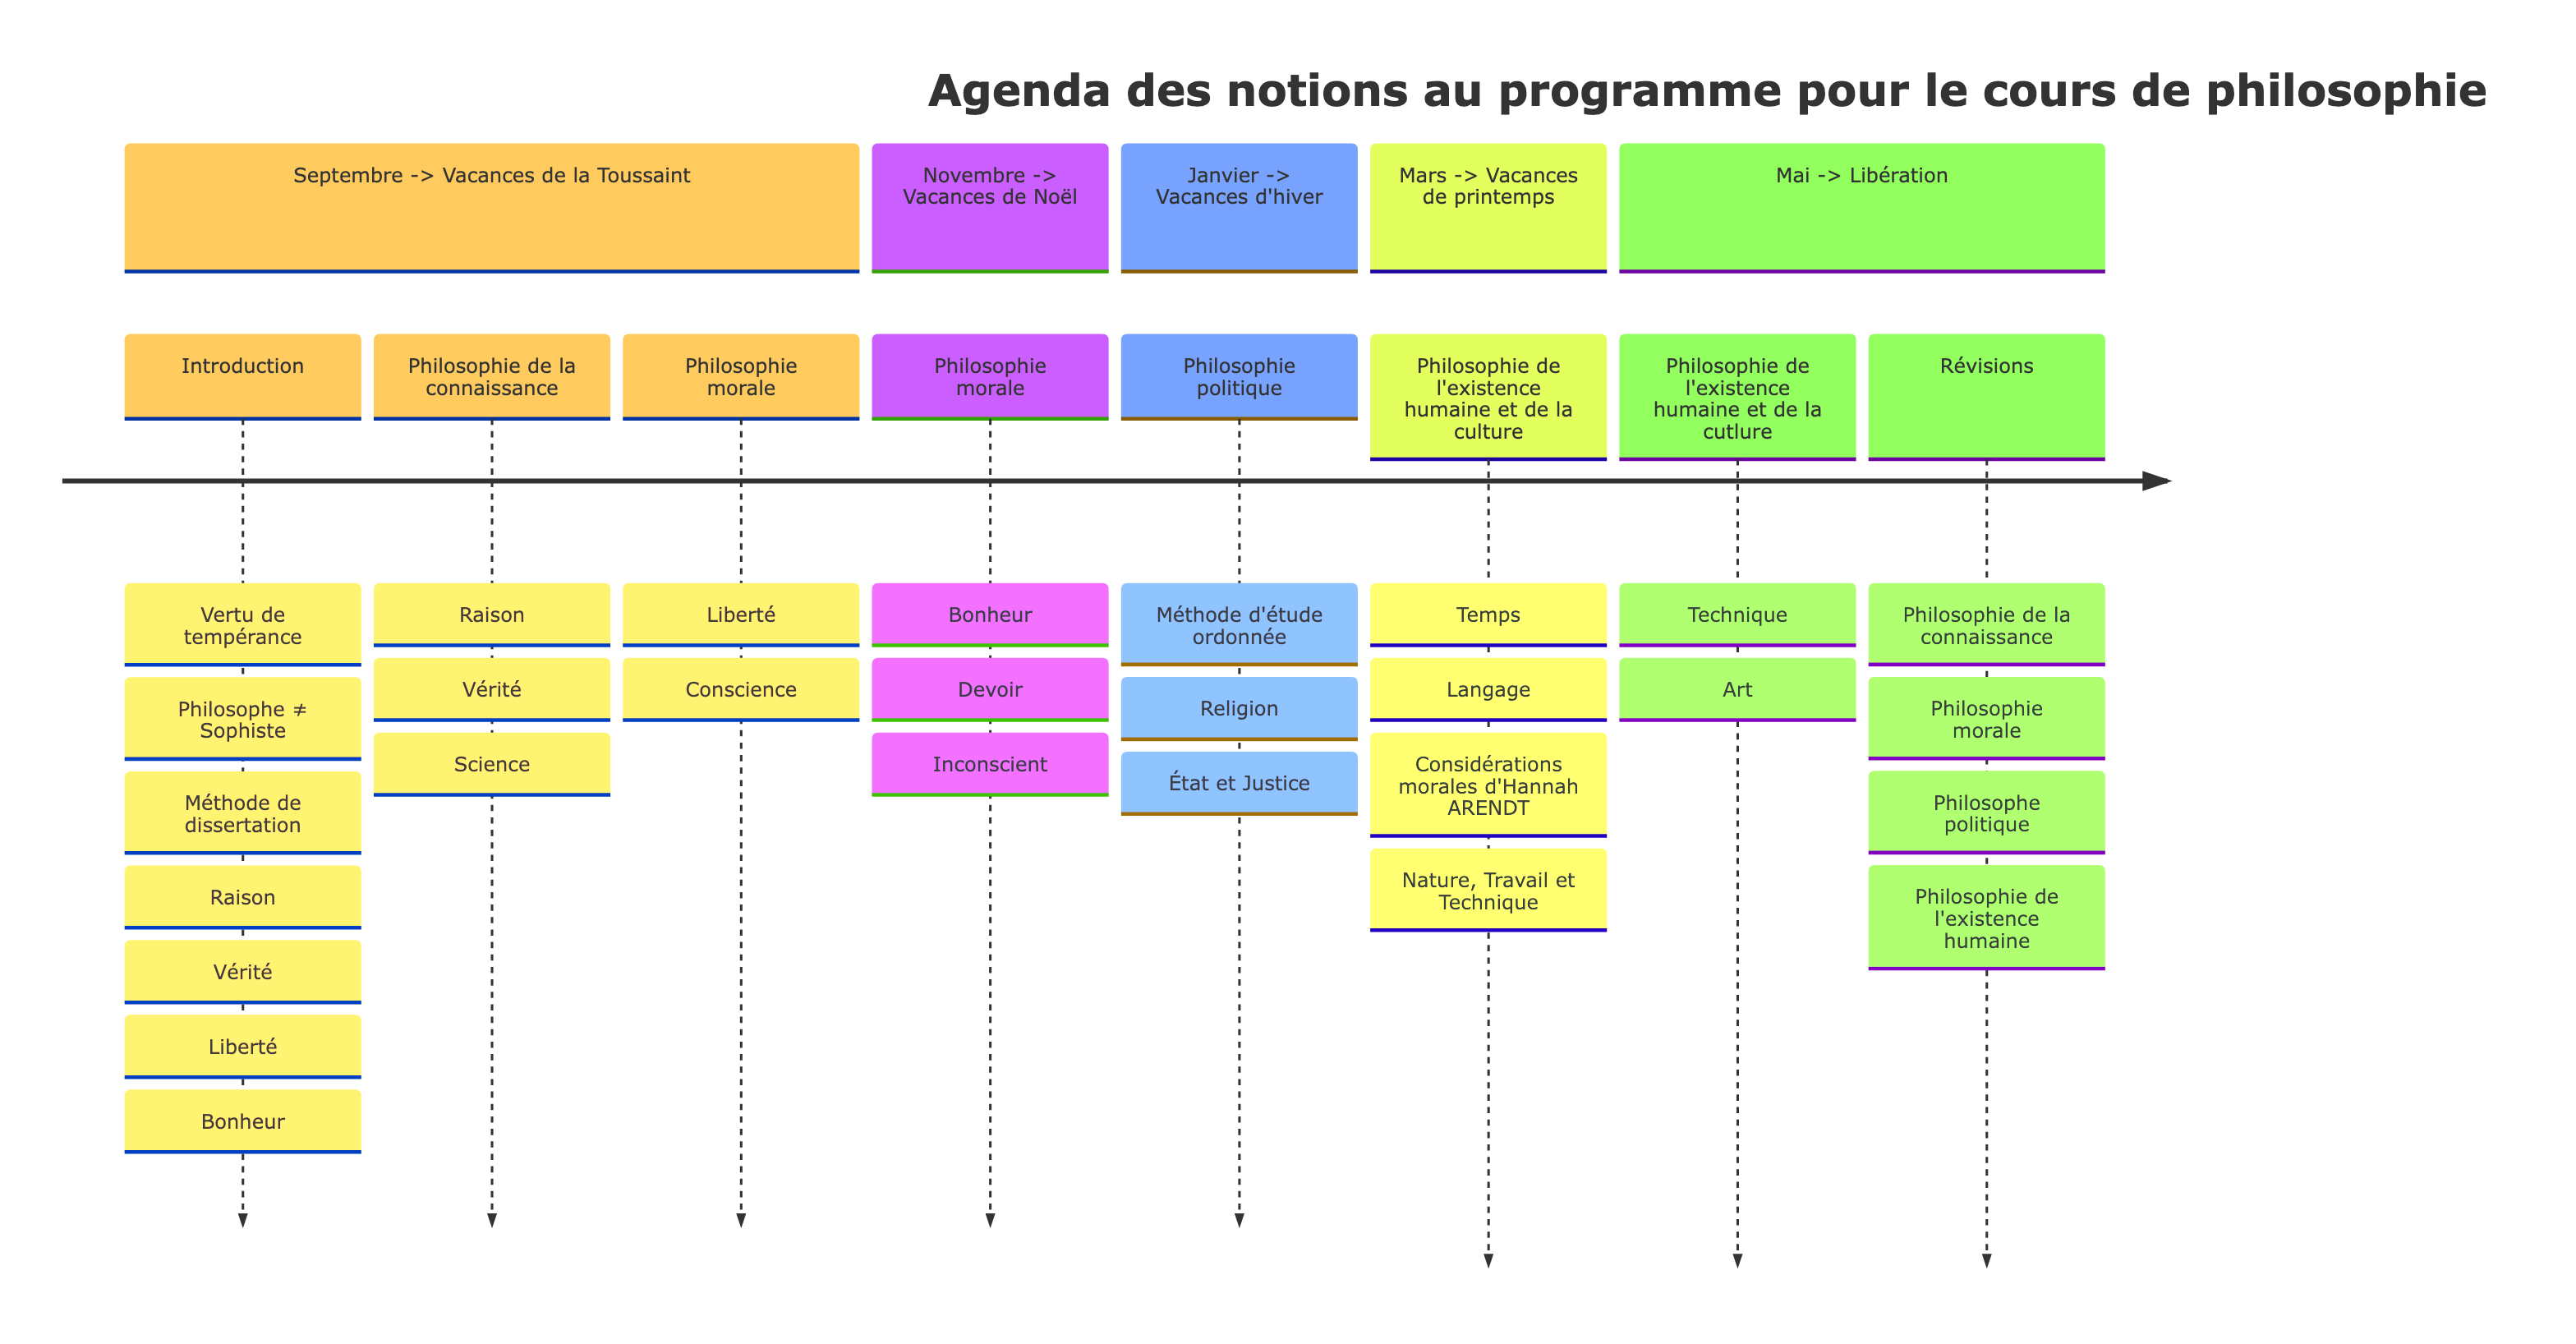 Agenda des notions au programme pour le cours de philosophie
Septembre -> Vacances de la Toussaint
Novembre ->
Vacances de Noël
Janvier ->
Vacances d'hiver
Mars -> Vacances
de printemps
Mai -> Libération
Introduction
Philosophie de la
connaissance
Philosophie
morale
Philosophie
morale
Philosophie
politique
Philosophie de
l'existence
humaine et de la
culture
Philosophie de
l'existence
humaine et de la
cutlure
Révisions
Vertu de
tempérance
Philosophe ≠
Sophiste
Méthode de
dissertation
Raison
Vérité
Liberté
Bonheur
Raison
Vérité
Science
Liberté
Conscience
Bonheur
Devoir
Inconscient
Méthode d'étude
ordonnée
Religion
État et Justice
Temps
Langage
Considérations
morales d'Hannah
ARENDT
Nature, Travail et
Technique
Technique
Art
Philosophie de la
connaissance
Philosophie
morale
Philosophe
politique
Philosophie de
l'existence
humaine